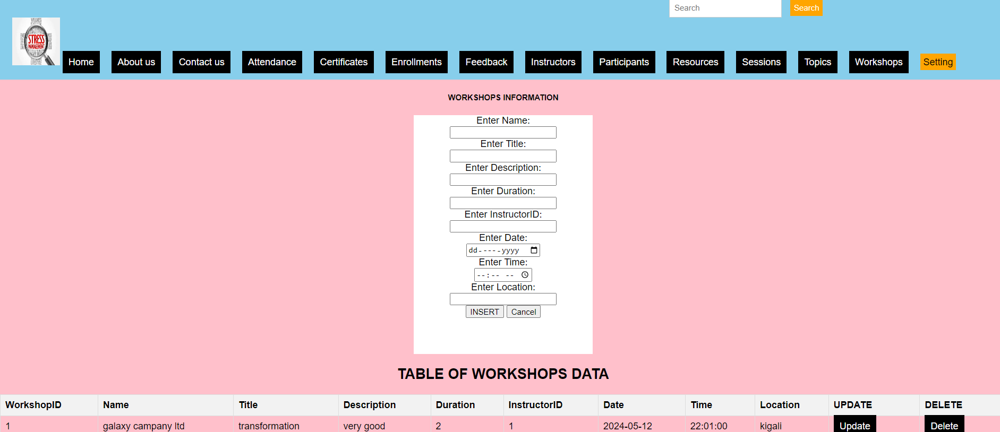 Search Search
WELLNESS
STRESS
MANAGEMENT
LIFESTYLE
Home About us Contact us Attendance Certificates Enrollments Feedback Instructors Participants Resources Sessions Topics Workshops Setting
WORKSHOPS INFORMATION
Enter Name:
Enter Title:
Enter Description:
Enter Duration:
Enter InstructorID:
Enter Date:
dd-----yyyy
Enter Time:
--:-- --
Enter Location:
INSERT Cancel
TABLE OF WORKSHOPS DATA
WorkshopID Name Title Description Duration InstructorID Date Time Location UPDATE DELETE
1 galaxy campany ltd transformation very good 2 1 2024-05-12 22:01:00 kigali Update Delete